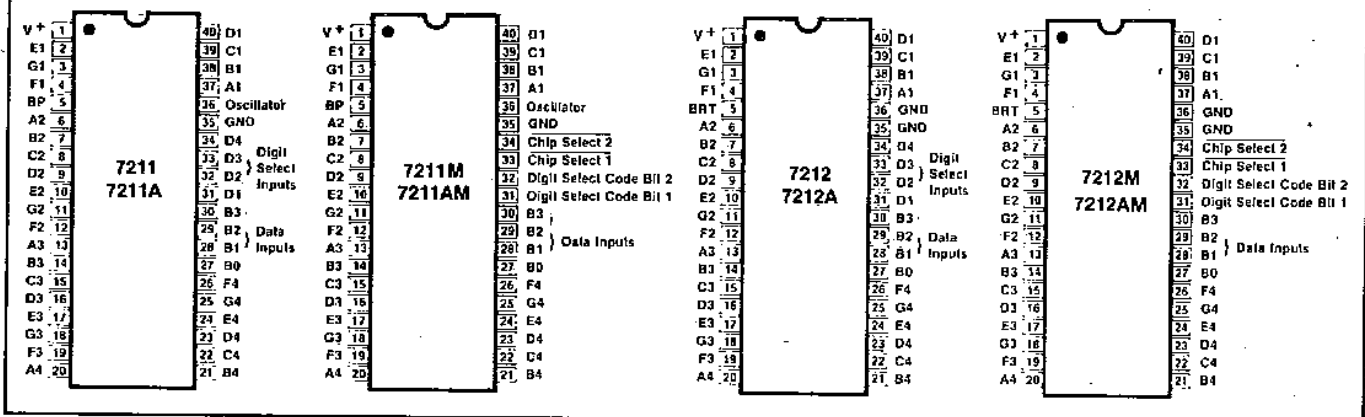 V+ 1 40 D1
E1 2 39 C1
G1 3 38 B1
F1 4 37 A1
BP 5 36 Oscillator
A2 6 35 GND
B2 7 34 D4
C2 8 33 D3 Digit
D2 9 32 D2 Select
E2 10 31 D1 Inputs
G2 11 30 B3
F2 12 29 B2 Data
A3 13 28 B1 Inputs
B3 14 27 B0
C3 15 26 F4
D3 16 25 G4
E3 17 24 E4
G3 18 23 D4
F3 19 22 C4
A4 20 21 B4
7211
7211A
V+ 1 40 D1
E1 2 39 C1
G1 3 38 B1
F1 4 37 A1
BP 5 36 Oscillator
A2 6 35 GND
B2 7 34 Chip Select 2
C2 8 33 Chip Select 1
D2 9 32 Digit Select Code Bit 2
E2 10 31 Digit Select Code Bit 1
G2 11 30 B3
F2 12 29 B2 Data Inputs
A3 13 28 B1
B3 14 27 B0
C3 15 26 F4
D3 16 25 G4
E3 17 24 E4
G3 18 23 D4
F3 19 22 C4
A4 20 21 B4
7211M
7211AM
V+ 1 40 D1
E1 2 39 C1
G1 3 38 B1
F1 4 37 A1
BRT 5 36 GND
A2 6 35 GND
B2 7 34 D4
C2 8 33 D3 Digit
D2 9 32 D2 Select
E2 10 31 D1 Inputs
G2 11 30 B3
F2 12 29 B2 Data
A3 13 28 B1 Inputs
B3 14 27 B0
C3 15 26 F4
D3 16 25 G4
E3 17 24 E4
G3 18 23 D4
F3 19 22 C4
A4 20 21 B4
7212
7212A
V+ 1 40 D1
E1 2 39 C1
G1 3 38 B1
F1 4 37 A1
BRT 5 36 GND
A2 6 35 GND
B2 7 34 Chip Select 2
C2 8 33 Chip Select 1
D2 9 32 Digit Select Code Bit 2
E2 10 31 Digit Select Code Bit 1
G2 11 30 B3
F2 12 29 B2 Data Inputs
A3 13 28 B1
B3 14 27 B0
C3 15 26 F4
D3 16 25 G4
E3 17 24 E4
G3 18 23 D4
F3 19 22 C4
A4 20 21 B4
7212M
7212AM